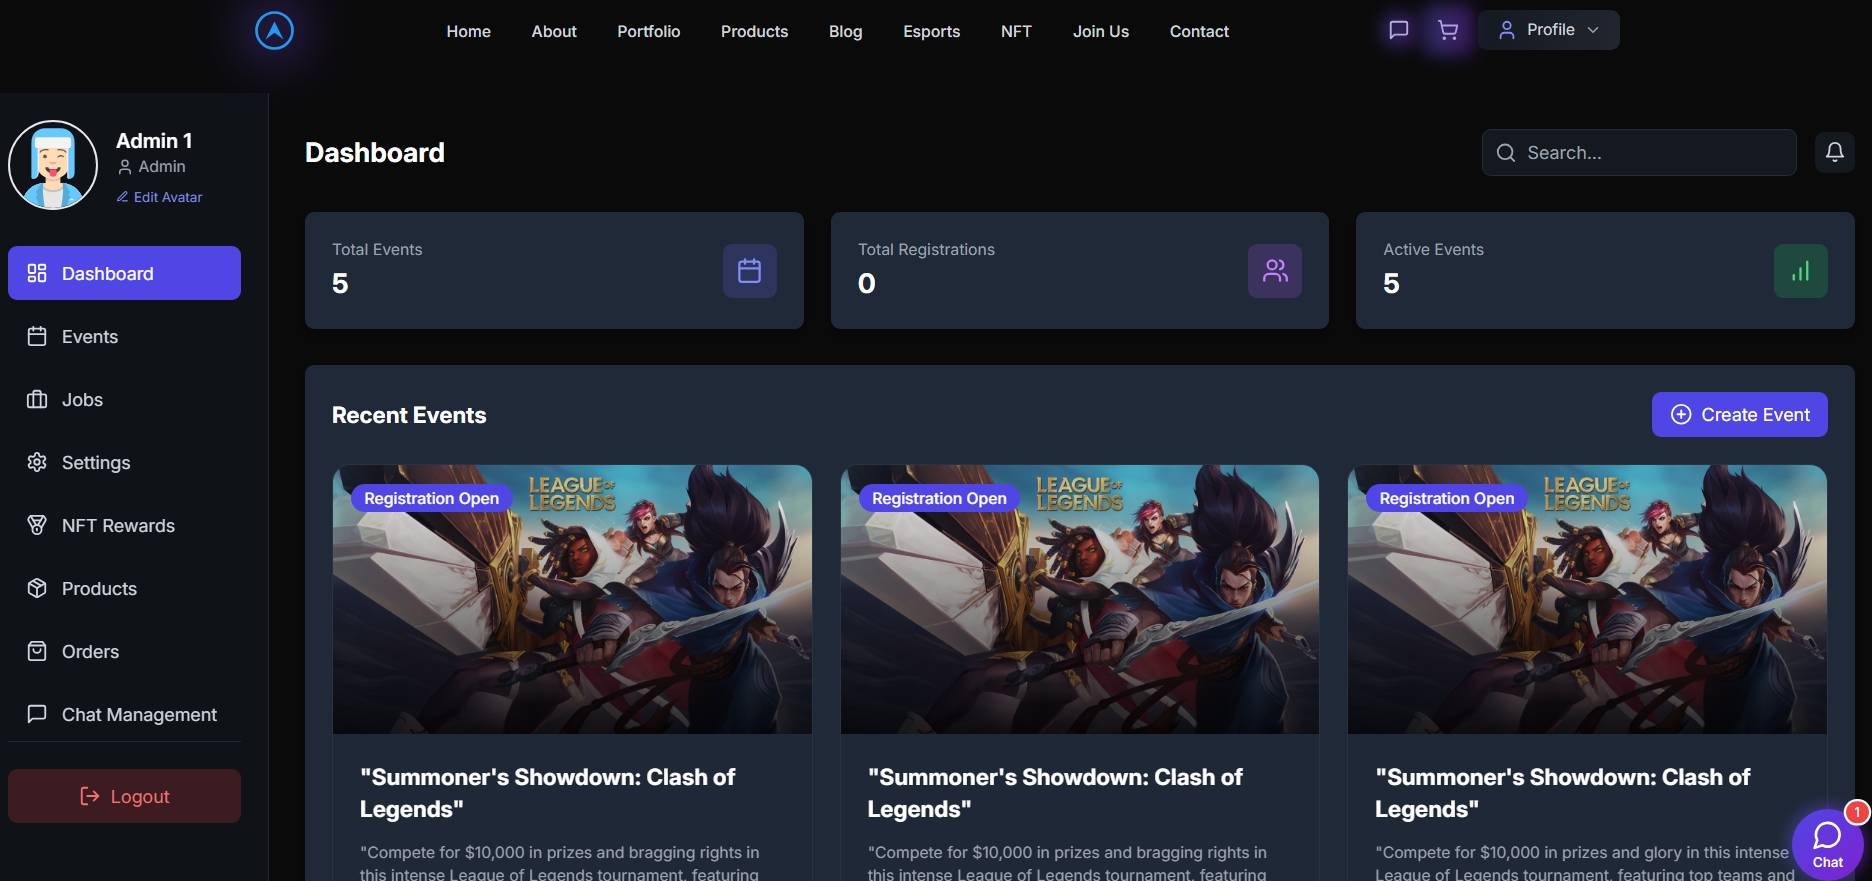 Home About Portfolio Products Blog Esports NFT Join Us Contact Profile
Admin 1
Admin
Edit Avatar
Dashboard
Events
Jobs
Settings
NFT Rewards
Products
Orders
Chat Management
Logout
Dashboard
Search...
Total Events
5
Total Registrations
0
Active Events
5
Recent Events
Create Event
Registration Open
LEAGUE OF
LEGENDS
"Summoner's Showdown: Clash of
Legends"
"Compete for $10,000 in prizes and bragging rights in
this intense League of Legends tournament, featuring
Registration Open
LEAGUE OF
LEGENDS
"Summoner's Showdown: Clash of
Legends"
"Compete for $10,000 in prizes and bragging rights in
this intense League of Legends tournament, featuring
Registration Open
LEAGUE OF
LEGENDS
"Summoner's Showdown: Clash of
Legends"
"Compete for $10,000 in prizes and glory in this intense
League of Legends tournament, featuring top teams and
1
Chat